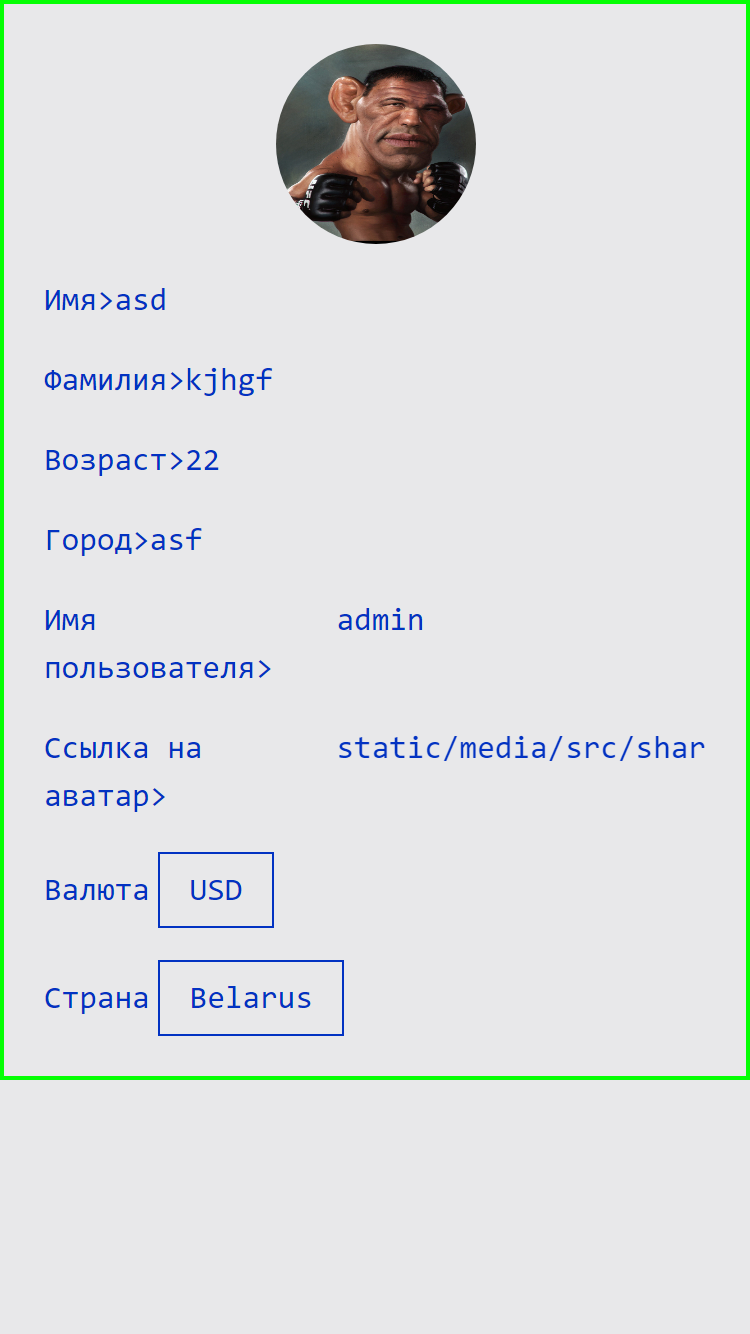 Имя>asd
Фамилия>kjhgf
Возраст>22
Город>asf
Имя пользователя> admin
Ссылка на аватар> static/media/src/shar
Валюта USD
Страна Belarus